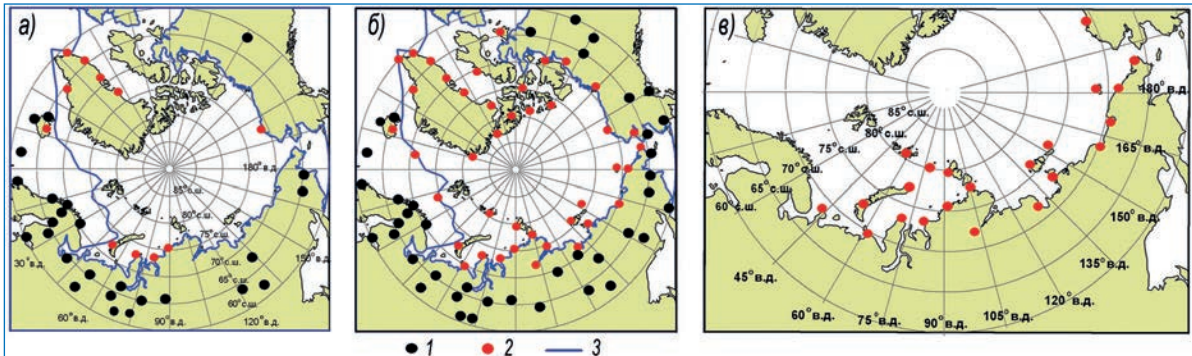 а) б) в)
180° в.д.
85° с.ш.
80° с.ш.
75° с.ш.
70° с.ш.
65° с.ш.
60° с.ш.
30° в.д.
60° в.д.
90° в.д.
120° в.д.
150° в.д.
85° с.ш.
80° с.ш.
75° с.ш.
70° с.ш.
65° с.ш.
60° с.ш.
180° в.д.
165° в.д.
150° в.д.
135° в.д.
120° в.д.
105° в.д.
90° в.д.
75° в.д.
60° в.д.
45° в.д.
1 2 3